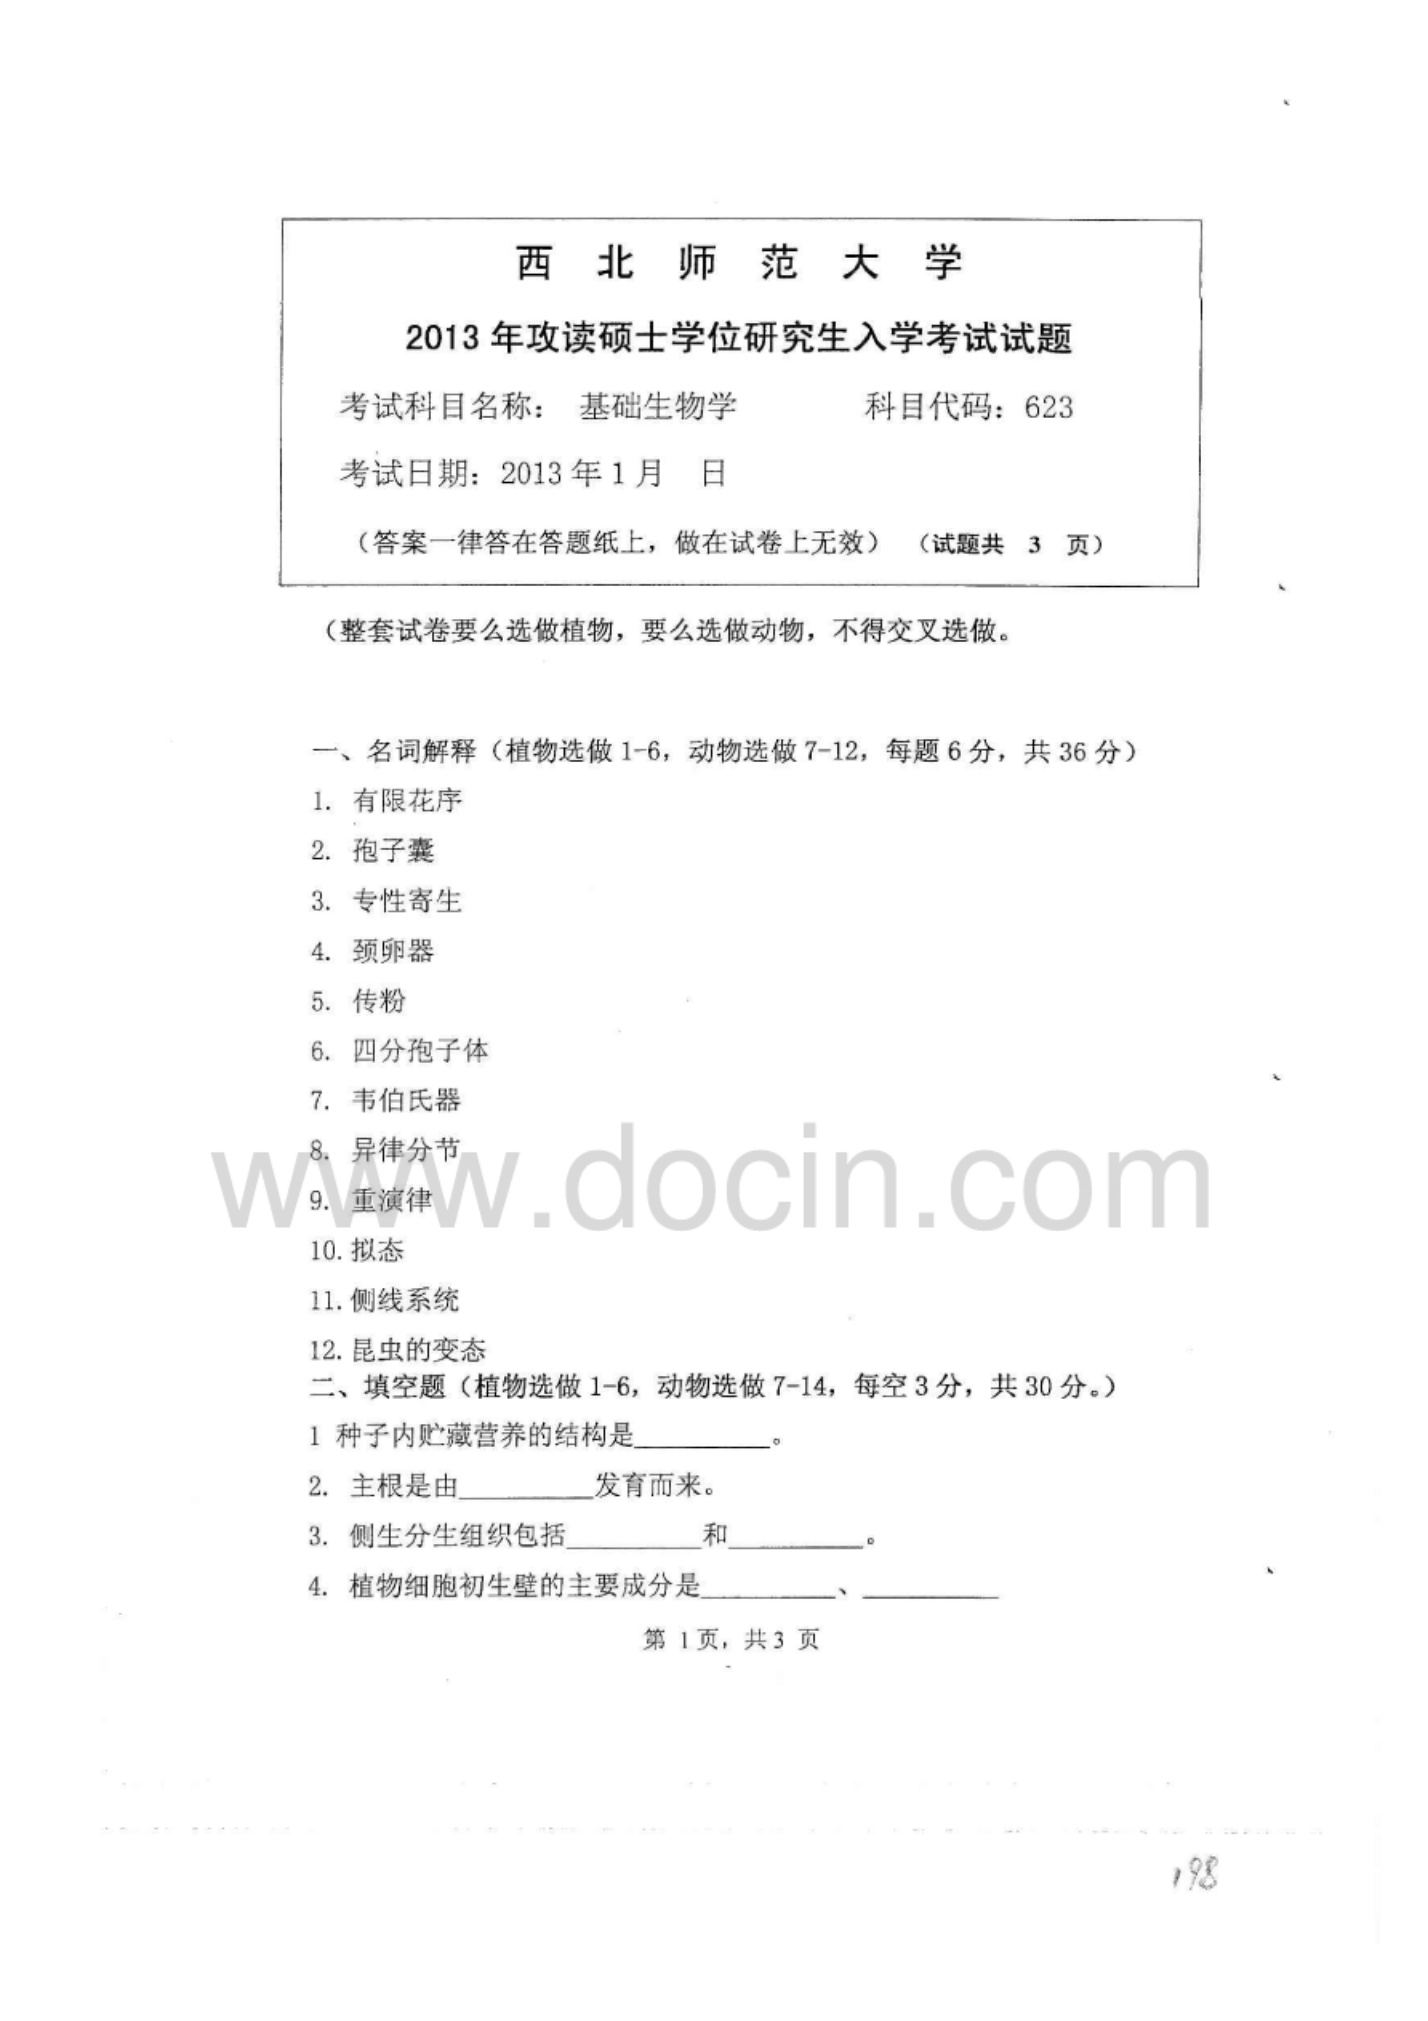 西北师范大学
2013 年攻读硕士学位研究生入学考试试题
考试科目名称： 基础生物学 科目代码：623
考试日期：2013 年 1 月 日
（答案一律答在答题纸上，做在试卷上无效）（试题共 3 页）
（整套试卷要么选做植物，要么选做动物，不得交叉选做。
一、名词解释（植物选做 1-6，动物选做 7-12，每题 6 分，共 36 分）
1. 有限花序
2. 孢子囊
3. 专性寄生
4. 颈卵器
5. 传粉
6. 四分孢子体
7. 韦伯氏器
8. 异律分节
www.docin.com
9. 重演律
10. 拟态
11. 侧线系统
12. 昆虫的变态
二、填空题（植物选做 1-6，动物选做 7-14，每空 3 分，共 30 分。）
1 种子内贮藏营养的结构是__________。
2. 主根是由__________发育而来。
3. 侧生分生组织包括__________和__________。
4. 植物细胞初生壁的主要成分是__________、__________
第 1 页，共 3 页
198